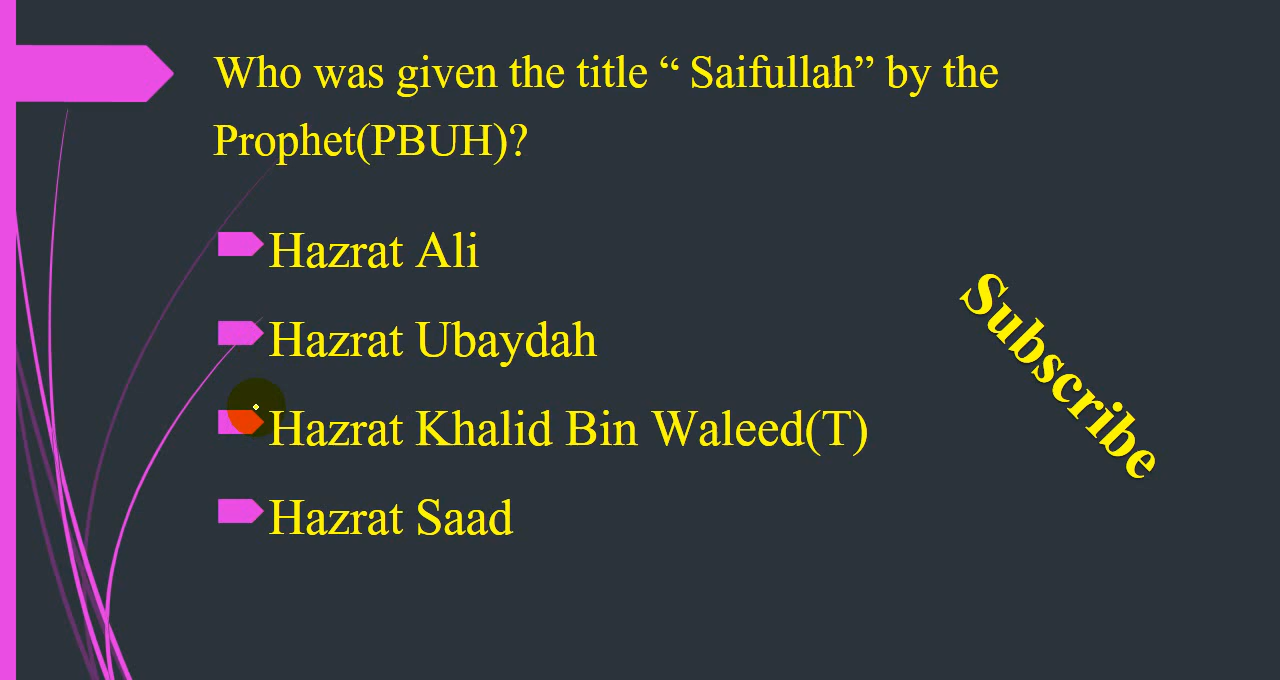 Who was given the title “ Saifullah” by the
Prophet(PBUH)?
Hazrat Ali
Hazrat Ubaydah
Hazrat Khalid Bin Waleed(T)
Hazrat Saad
Subscribe